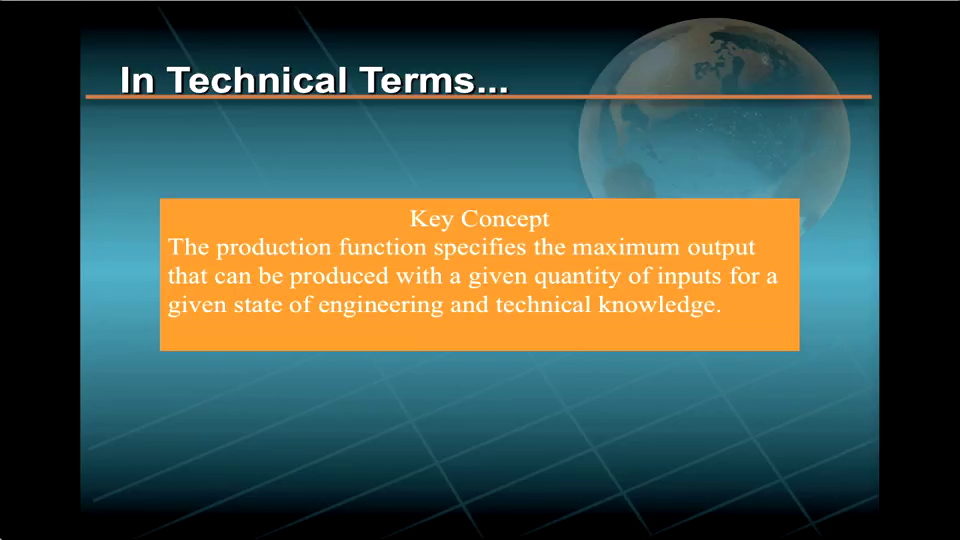 In Technical Terms...
Key Concept
The production function specifies the maximum output
that can be produced with a given quantity of inputs for a
given state of engineering and technical knowledge.